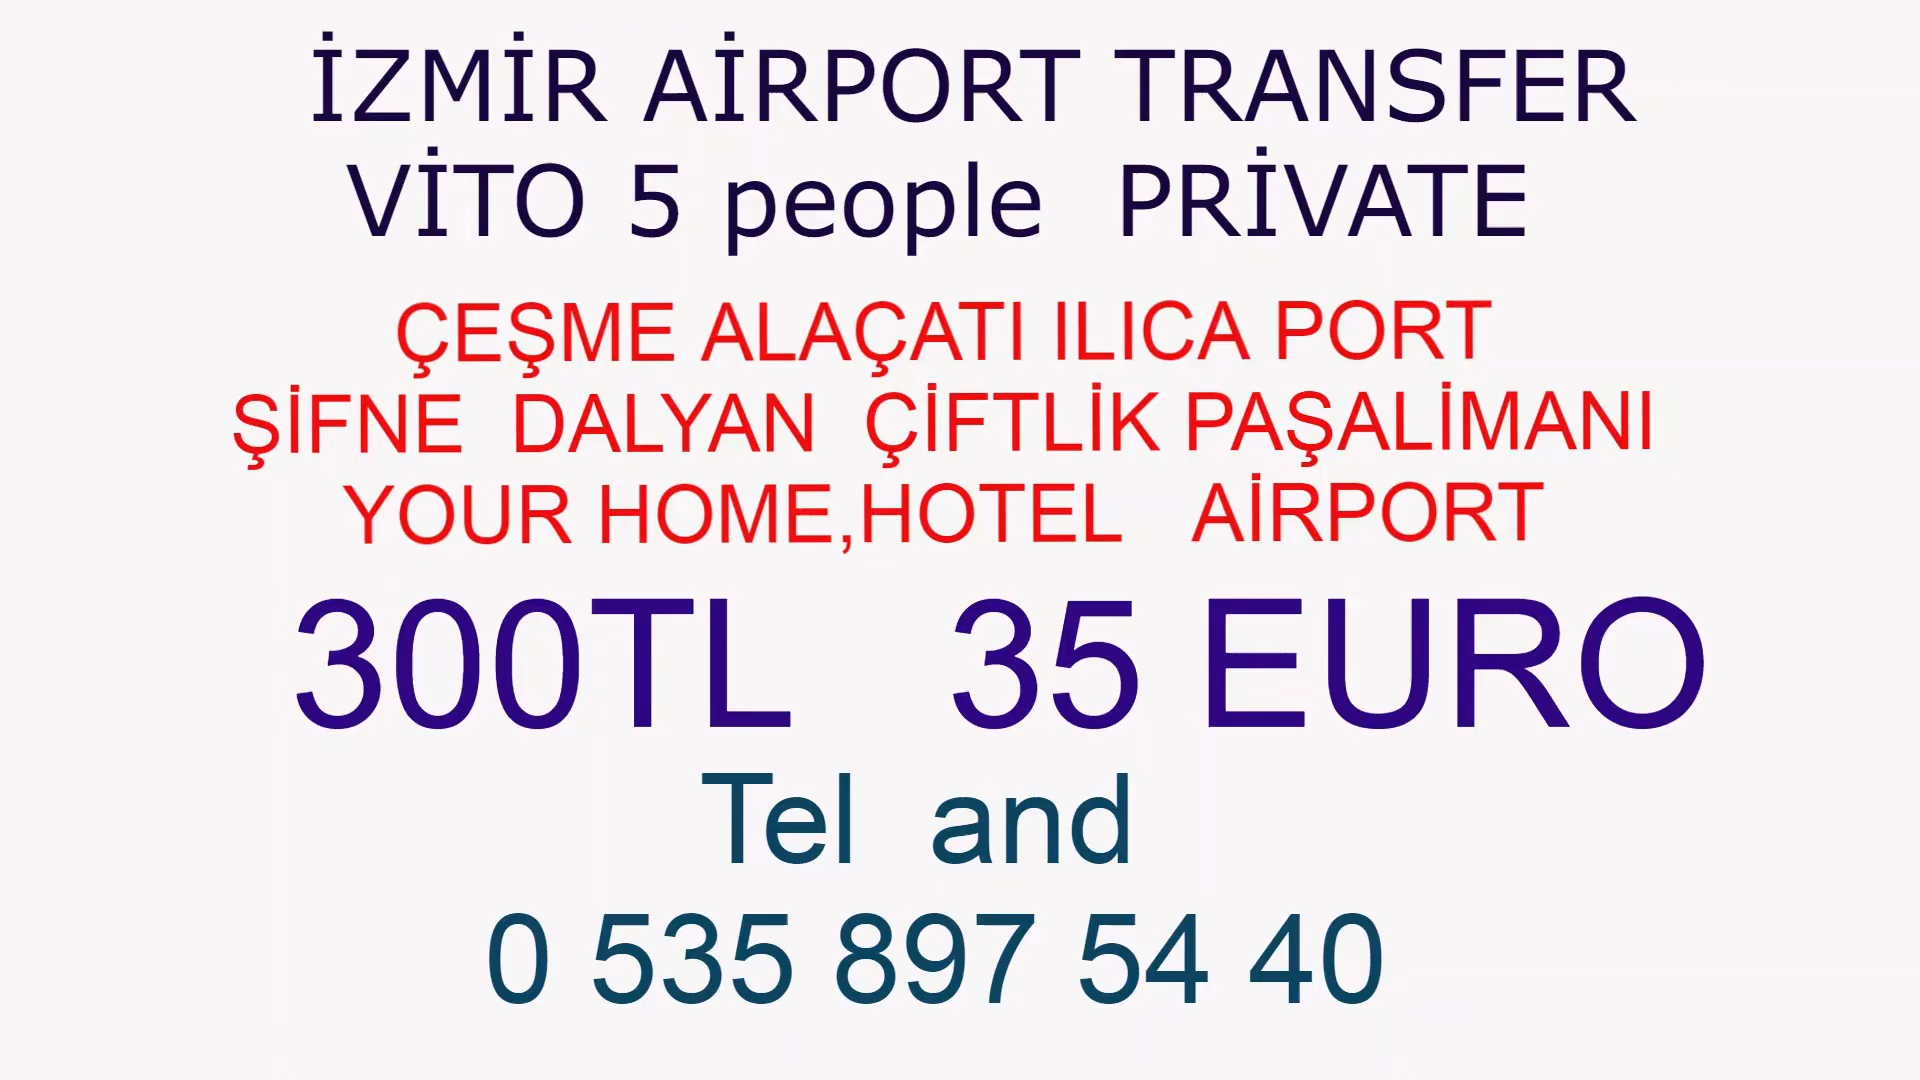 İZMİR AİRPORT TRANSFER
VİTO 5 people PRİVATE
ÇEŞME ALAÇATI ILICA PORT
ŞİFNE DALYAN ÇİFTLİK PAŞALİMANI
YOUR HOME,HOTEL AİRPORT
300TL 35 EURO
Tel and
0 535 897 54 40